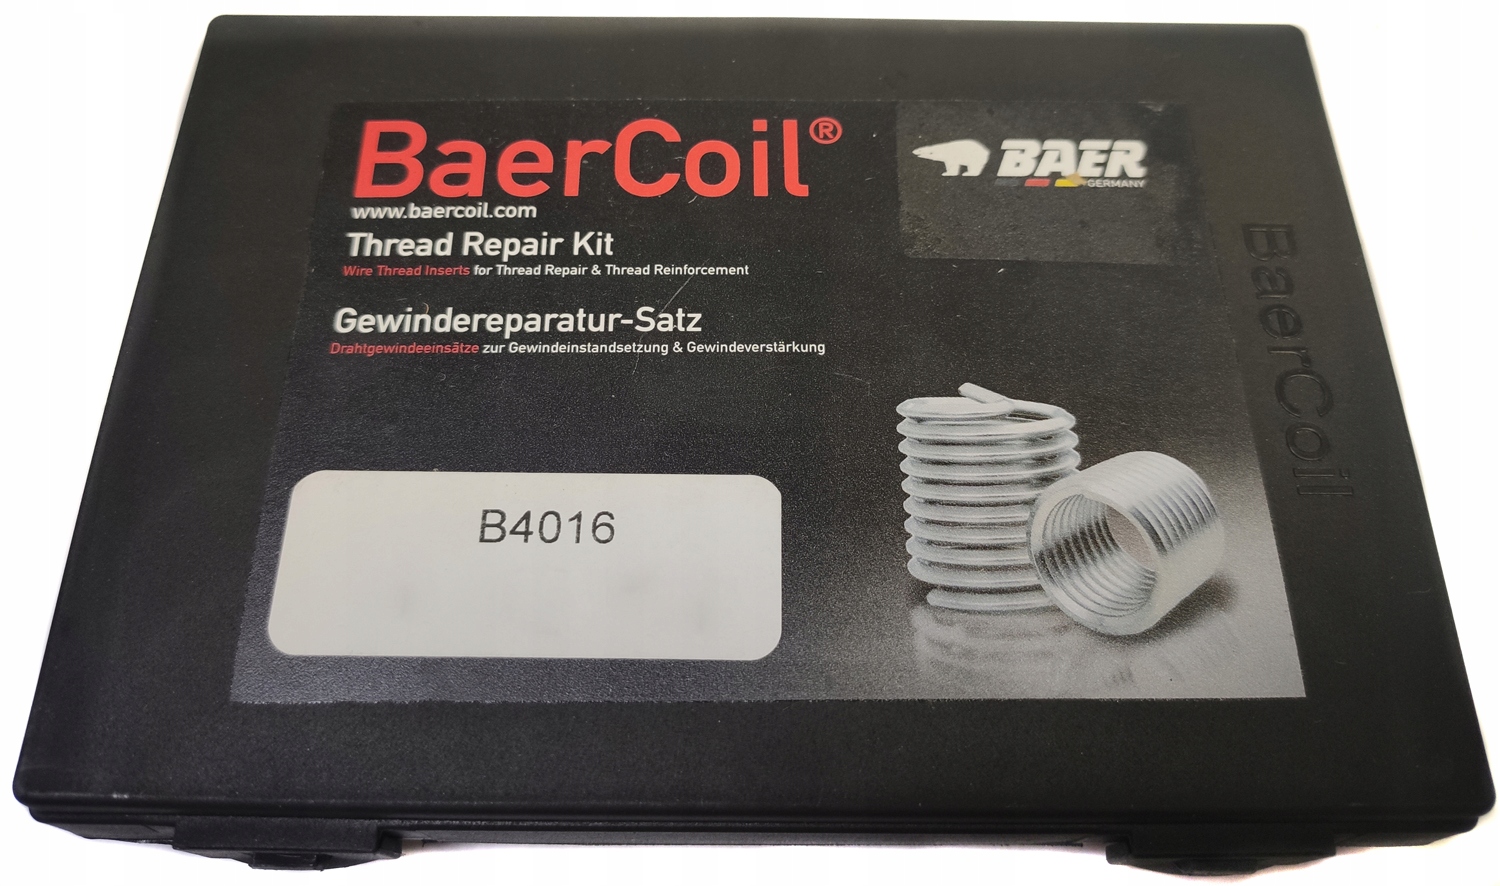 BaerCoil®
www.baercoil.com
Thread Repair Kit
Wire Thread Inserts for Thread Repair & Thread Reinforcement
Gewindereparatur-Satz
Drahtgewindeeinsätze zur Gewindeinstandsetzung & Gewindeverstärkung
BAER
GERMANY
B4016
BaerCoil